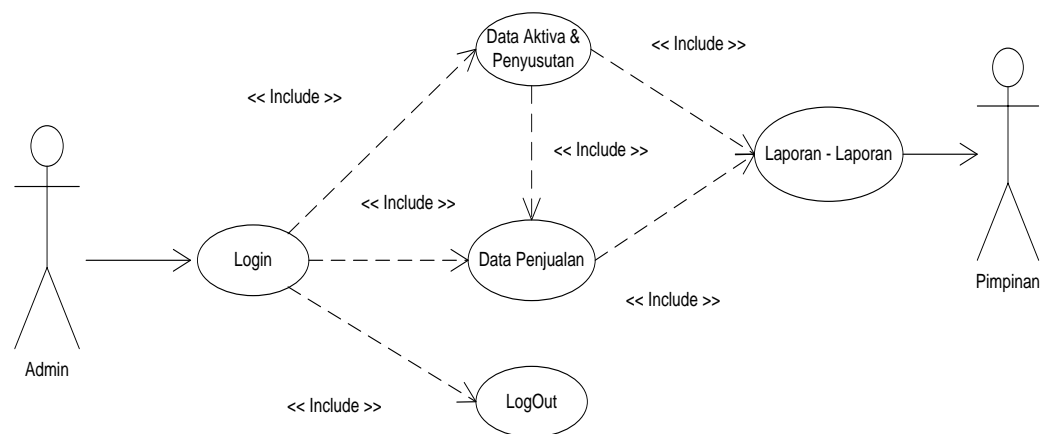 Data Aktiva &
Penyusutan
<< Include >>
<< Include >>
<< Include >>
Laporan - Laporan
<< Include >>
Login
Data Penjualan
Pimpinan
<< Include >>
Admin
LogOut
<< Include >>